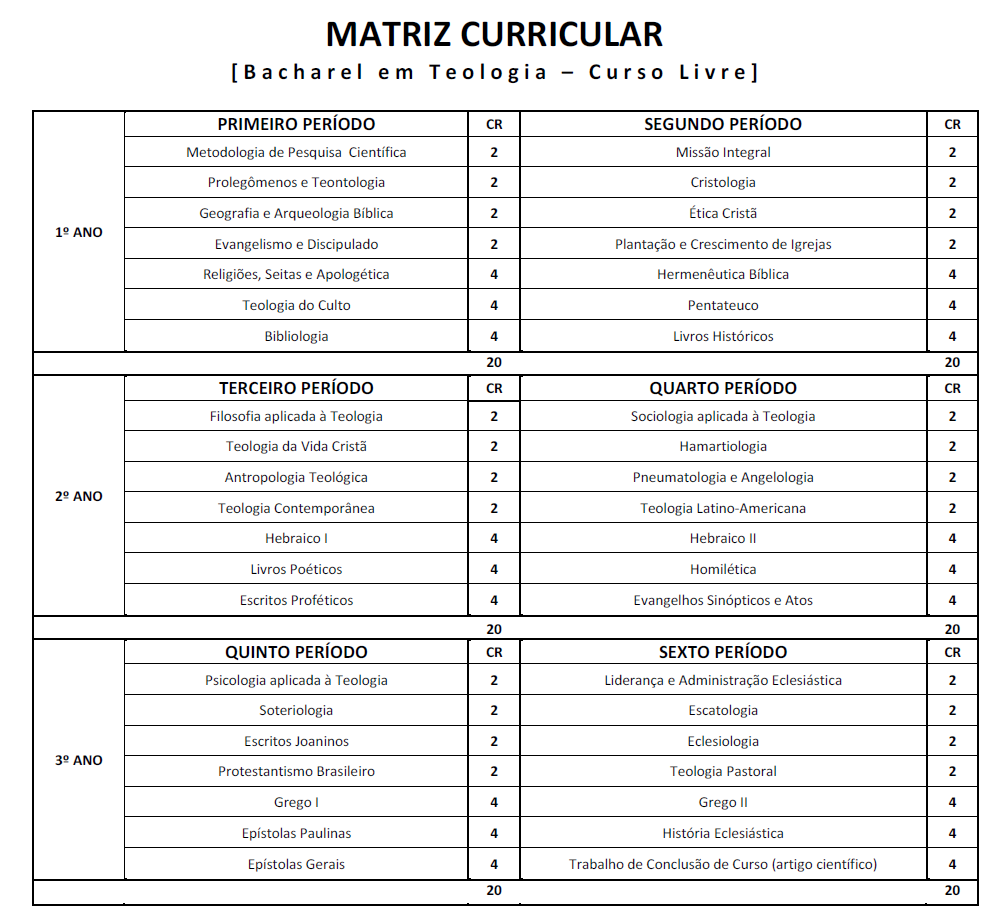 MATRIZ CURRICULAR
[Bacharel em Teologia – Curso Livre]
PRIMEIRO PERÍODO CR SEGUNDO PERÍODO CR
Metodologia de Pesquisa Científica 2 Missão Integral 2
Prolegômenos e Teontologia 2 Cristologia 2
Geografia e Arqueologia Bíblica 2 Ética Cristã 2
1º ANO Evangelismo e Discipulado 2 Plantação e Crescimento de Igrejas 2
Religiões, Seitas e Apologética 4 Hermenêutica Bíblica 4
Teologia do Culto 4 Pentateuco 4
Bibliologia 4 Livros Históricos 4
20 20
TERCEIRO PERÍODO CR QUARTO PERÍODO CR
Filosofia aplicada à Teologia 2 Sociologia aplicada à Teologia 2
Teologia da Vida Cristã 2 Hamartiologia 2
Antropologia Teológica 2 Pneumatologia e Angelologia 2
2º ANO Teologia Contemporânea 2 Teologia Latino-Americana 2
Hebraico I 4 Hebraico II 4
Livros Poéticos 4 Homilética 4
Escritos Proféticos 4 Evangelhos Sinópticos e Atos 4
20 20
QUINTO PERÍODO CR SEXTO PERÍODO CR
Psicologia aplicada à Teologia 2 Liderança e Administração Eclesiástica 2
Soteriologia 2 Escatologia 2
Escritos Joaninos 2 Eclesiologia 2
3º ANO Protestantismo Brasileiro 2 Teologia Pastoral 2
Grego I 4 Grego II 4
Epístolas Paulinas 4 História Eclesiástica 4
Epístolas Gerais 4 Trabalho de Conclusão de Curso (artigo científico) 4
20 20